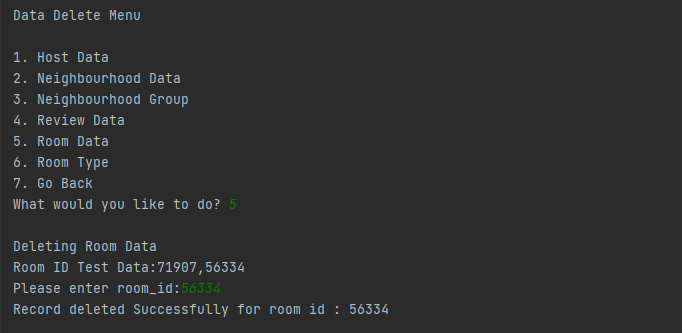 Data Delete Menu
1. Host Data
2. Neighbourhood Data
3. Neighbourhood Group
4. Review Data
5. Room Data
6. Room Type
7. Go Back
What would you like to do? 5
Deleting Room Data
Room ID Test Data:71907,56334
Please enter room_id:56334
Record deleted Successfully for room id : 56334